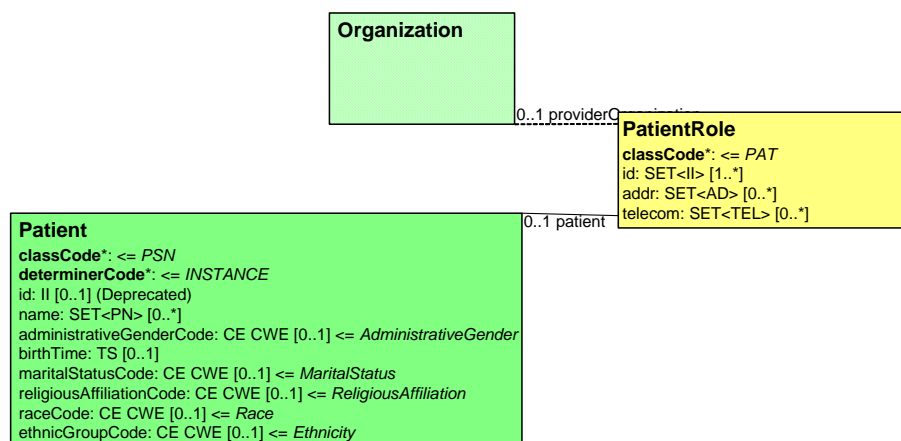 Organization
0..1 providerOrganization
PatientRole
classCode*: <= PAT
id: SET<II> [1..*]
addr: SET<AD> [0..*]
telecom: SET<TEL> [0..*]
0..1 patient
Patient
classCode*: <= PSN
determinerCode*: <= INSTANCE
id: II [0..1] (Deprecated)
name: SET<PN> [0..*]
administrativeGenderCode: CE CWE [0..1] <= AdministrativeGender
birthTime: TS [0..1]
maritalStatusCode: CE CWE [0..1] <= MaritalStatus
religiousAffiliationCode: CE CWE [0..1] <= ReligiousAffiliation
raceCode: CE CWE [0..1] <= Race
ethnicGroupCode: CE CWE [0..1] <= Ethnicity